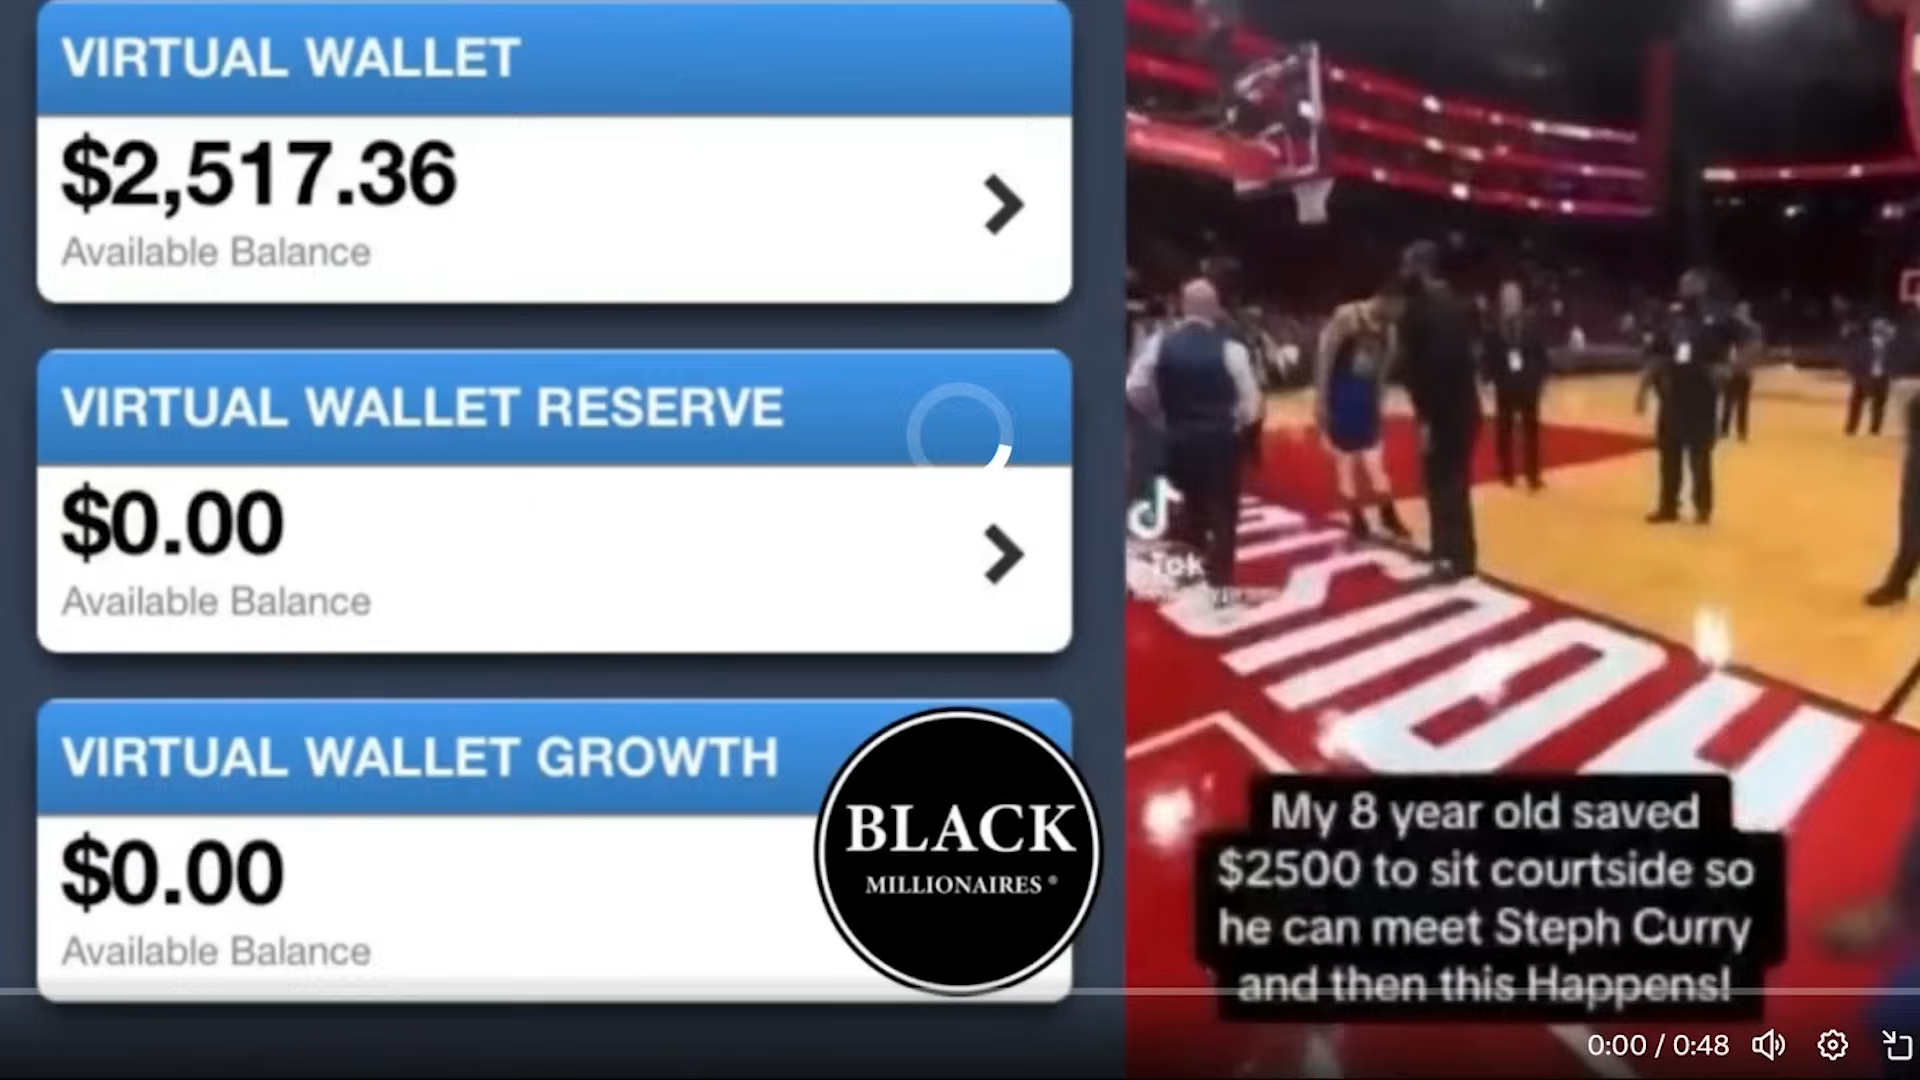 VIRTUAL WALLET
$2,517.36
Available Balance
VIRTUAL WALLET RESERVE
$0.00
Available Balance
VIRTUAL WALLET GROWTH
$0.00
Available Balance
BLACK
MILLIONAIRES®
Tok
HOUS
My 8 year old saved
$2500 to sit courtside so
he can meet Steph Curry
and then this Happens!
0:00 / 0:48